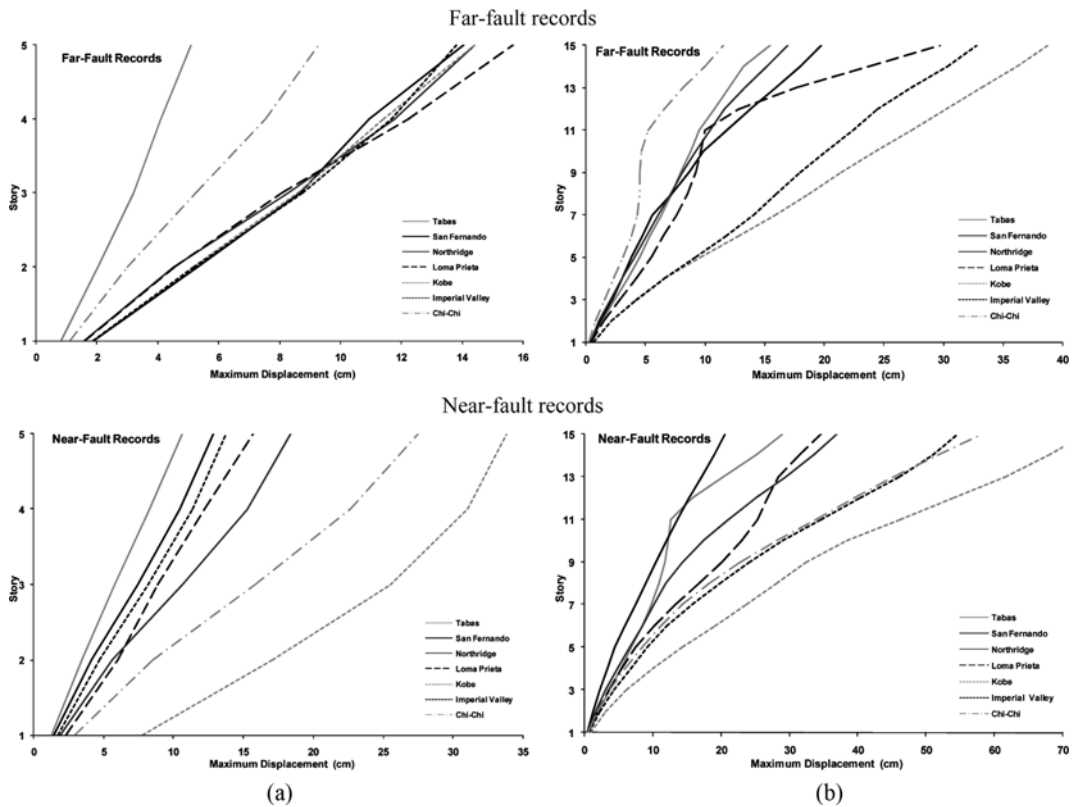 Far-fault records
Far-Fault Records
5
4
3
2
1
Story
0 2 4 6 8 10 12 14 16
Maximum Displacement (cm)
Tabas
San Fernando
Northridge
Loma Prieta
Kobe
Imperial Valley
Chi-Chi
Far-Fault Records
15
13
11
9
7
5
3
1
Story
0 5 10 15 20 25 30 35 40
Maximum Displacement (cm)
Tabas
San Fernando
Northridge
Loma Prieta
Kobe
Imperial Valley
Chi-Chi
Near-fault records
Near-Fault Records
5
4
3
2
1
Story
0 5 10 15 20 25 30 35
Maximum Displacement (cm)
Tabas
San Fernando
Northridge
Loma Prieta
Kobe
Imperial Valley
Chi-Chi
(a)
Near-Fault Records
15
13
11
9
7
5
3
1
Story
0 10 20 30 40 50 60 70
Maximum Displacement (cm)
Tabas
San Fernando
Northridge
Loma Prieta
Kobe
Imperial Valley
Chi-Chi
(b)